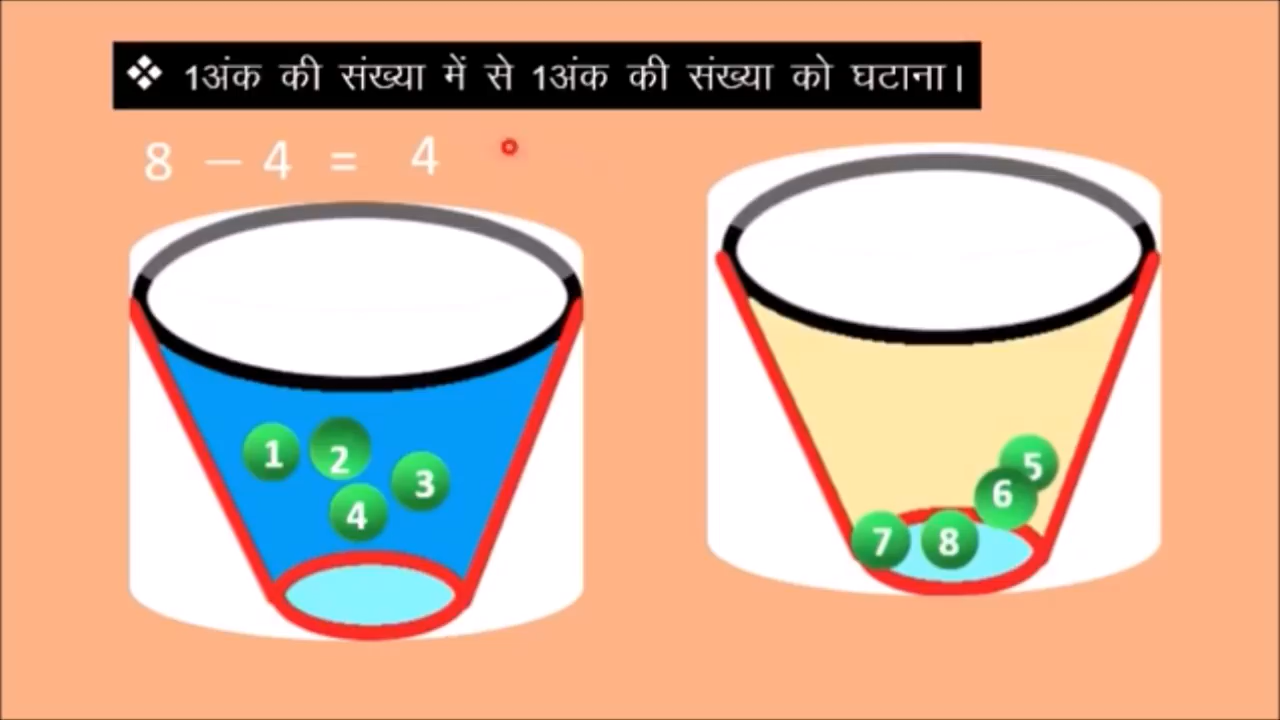 ❖ 1अंक की संख्या में से 1अंक की संख्या को घटाना।
8 – 4 = 4
1 2 3 4
5 6 7 8